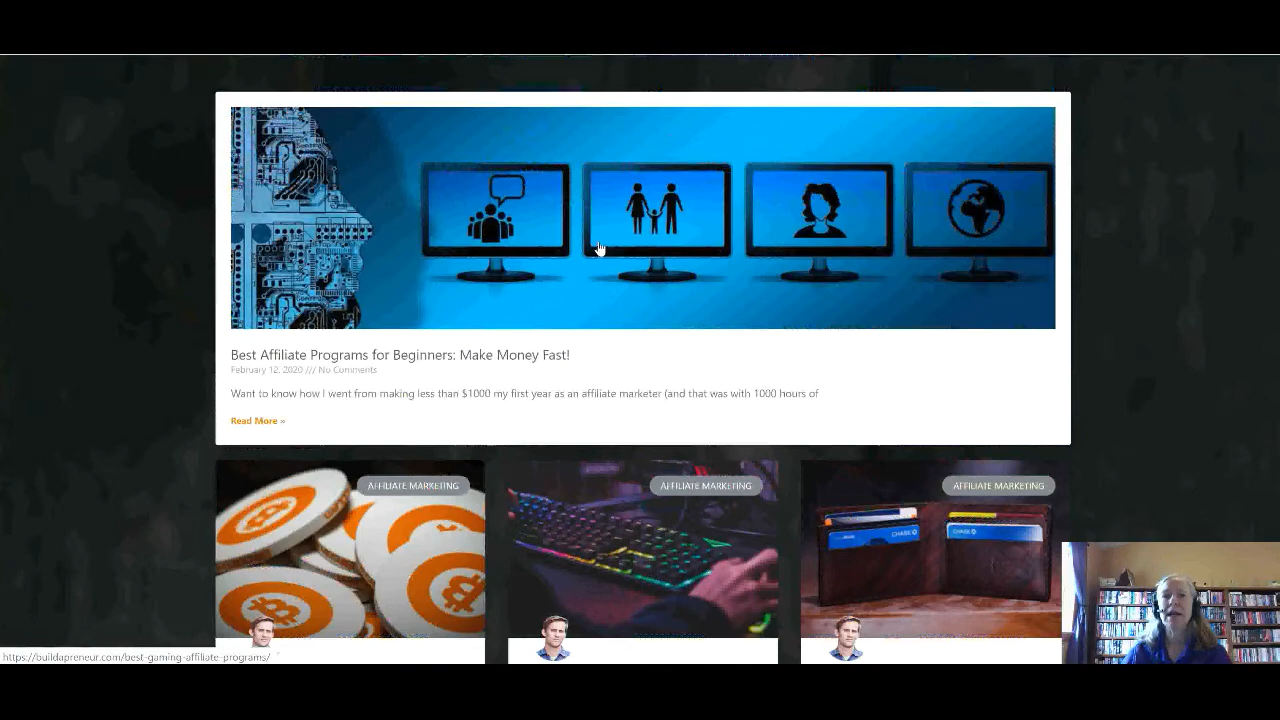 Best Affiliate Programs for Beginners: Make Money Fast!
February 12, 2020 /// No Comments
Want to know how I went from making less than $1000 my first year as an affiliate marketer (and that was with 1000 hours of
Read More »
AFFILIATE MARKETING
AFFILIATE MARKETING
AFFILIATE MARKETING
CHASE
CHASE
https://buildapreneur.com/best-gaming-affiliate-programs/